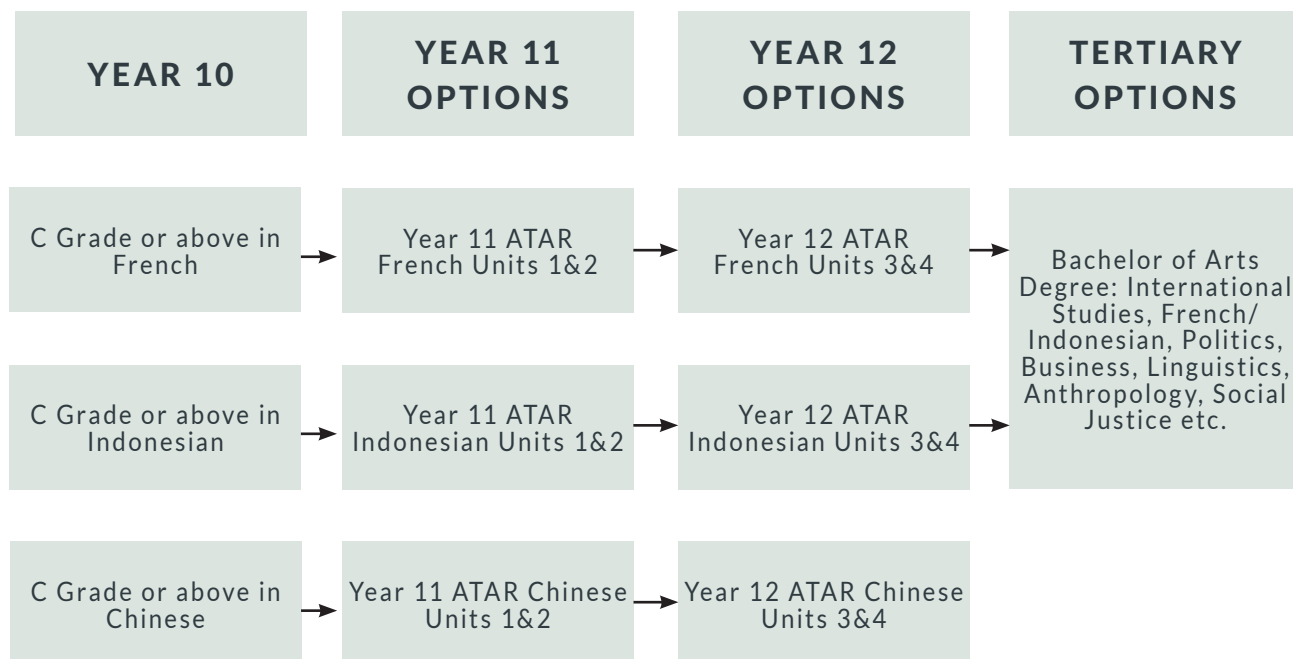 YEAR 10
YEAR 11
OPTIONS
YEAR 12
OPTIONS
TERTIARY
OPTIONS
C Grade or above in
French
Year 11 ATAR
French Units 1&2
Year 12 ATAR
French Units 3&4
Bachelor of Arts
Degree: International
Studies, French/
Indonesian, Politics,
Business, Linguistics,
Anthropology, Social
Justice etc.
C Grade or above in
Indonesian
Year 11 ATAR
Indonesian Units 1&2
Year 12 ATAR
Indonesian Units 3&4
C Grade or above in
Chinese
Year 11 ATAR Chinese
Units 1&2
Year 12 ATAR Chinese
Units 3&4